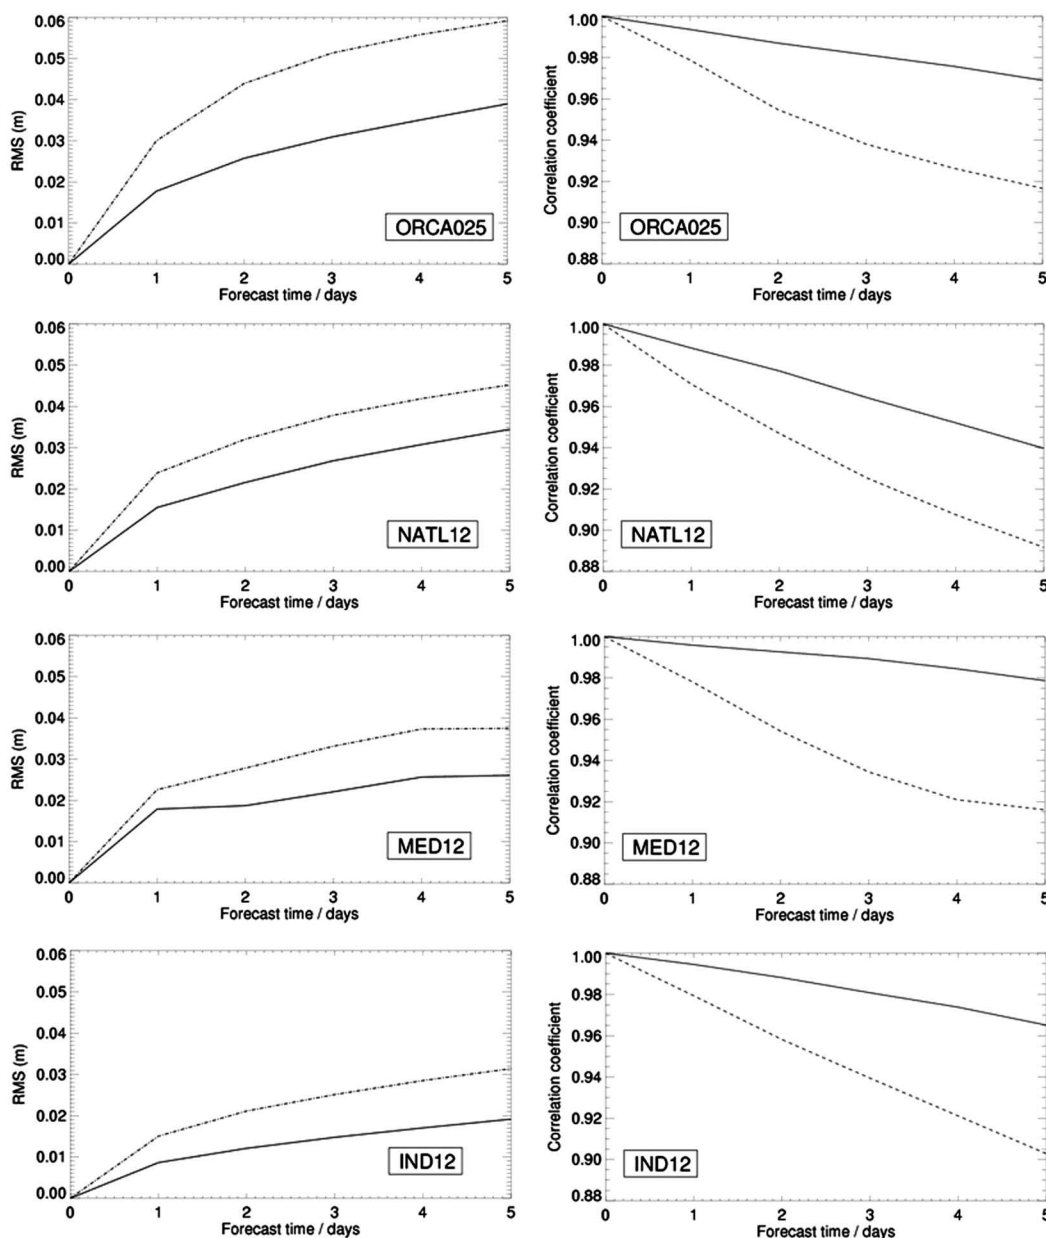 RMS (m)
0.06
0.05
0.04
0.03
0.02
0.01
0.00
ORCA025
0 1 2 3 4 5
Forecast time / days
Correlation coefficient
1.00
0.98
0.96
0.94
0.92
0.90
0.88
ORCA025
0 1 2 3 4 5
Forecast time / days
RMS (m)
0.06
0.05
0.04
0.03
0.02
0.01
0.00
NATL12
0 1 2 3 4 5
Forecast time / days
Correlation coefficient
1.00
0.98
0.96
0.94
0.92
0.90
0.88
NATL12
0 1 2 3 4 5
Forecast time / days
RMS (m)
0.06
0.05
0.04
0.03
0.02
0.01
0.00
MED12
0 1 2 3 4 5
Forecast time / days
Correlation coefficient
1.00
0.98
0.96
0.94
0.92
0.90
0.88
MED12
0 1 2 3 4 5
Forecast time / days
RMS (m)
0.06
0.05
0.04
0.03
0.02
0.01
0.00
IND12
0 1 2 3 4 5
Forecast time / days
Correlation coefficient
1.00
0.98
0.96
0.94
0.92
0.90
0.88
IND12
0 1 2 3 4 5
Forecast time / days